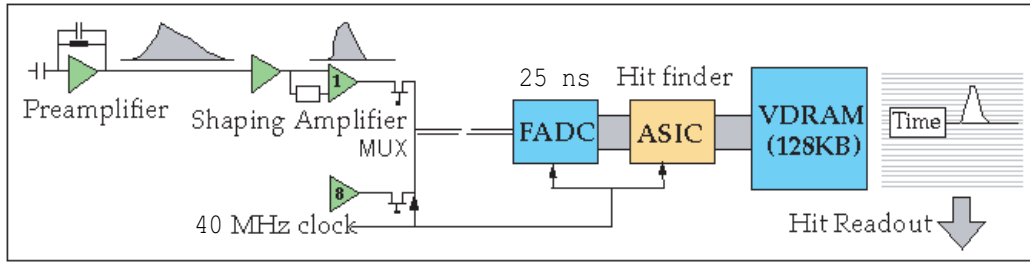 Preamplifier
Shaping Amplifier
1
MUX
8
40 MHz clock
25 ns
FADC
Hit finder
ASIC
VDRAM
(128KB)
Time
Hit Readout